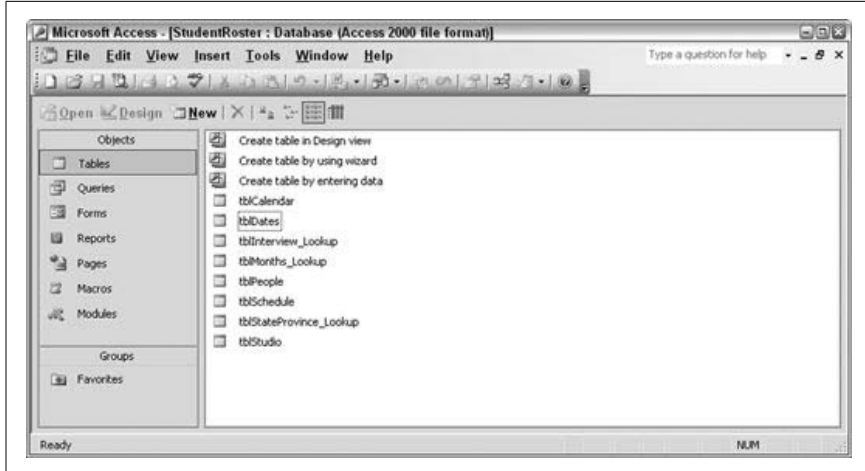 Microsoft Access - [StudentRoster : Database (Access 2000 file format)]
File Edit View Insert Tools Window Help
Type a question for help
Open Design New
Objects
Tables
Queries
Forms
Reports
Pages
Macros
Modules
Groups
Favorites
Create table in Design view
Create table by using wizard
Create table by entering data
tblCalendar
tblDates
tblInterview_Lookup
tblMonths_Lookup
tblPeople
tblSchedule
tblStateProvince_Lookup
tblStudio
Ready
NUM